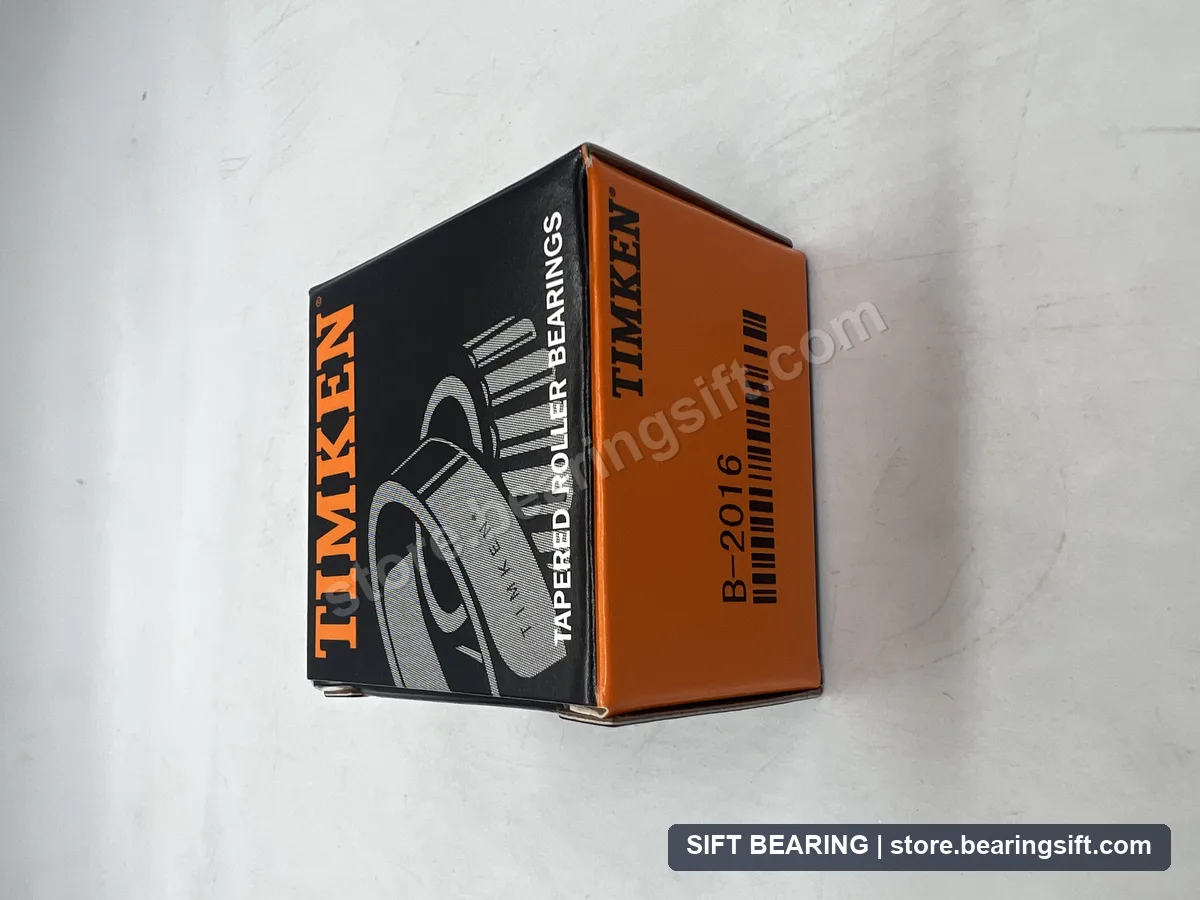 TIMKEN®
TIMKEN®
TAPERED ROLLER BEARINGS
TIMKEN®
B-2016
store.bearingsift.com
SIFT BEARING | store.bearingsift.com